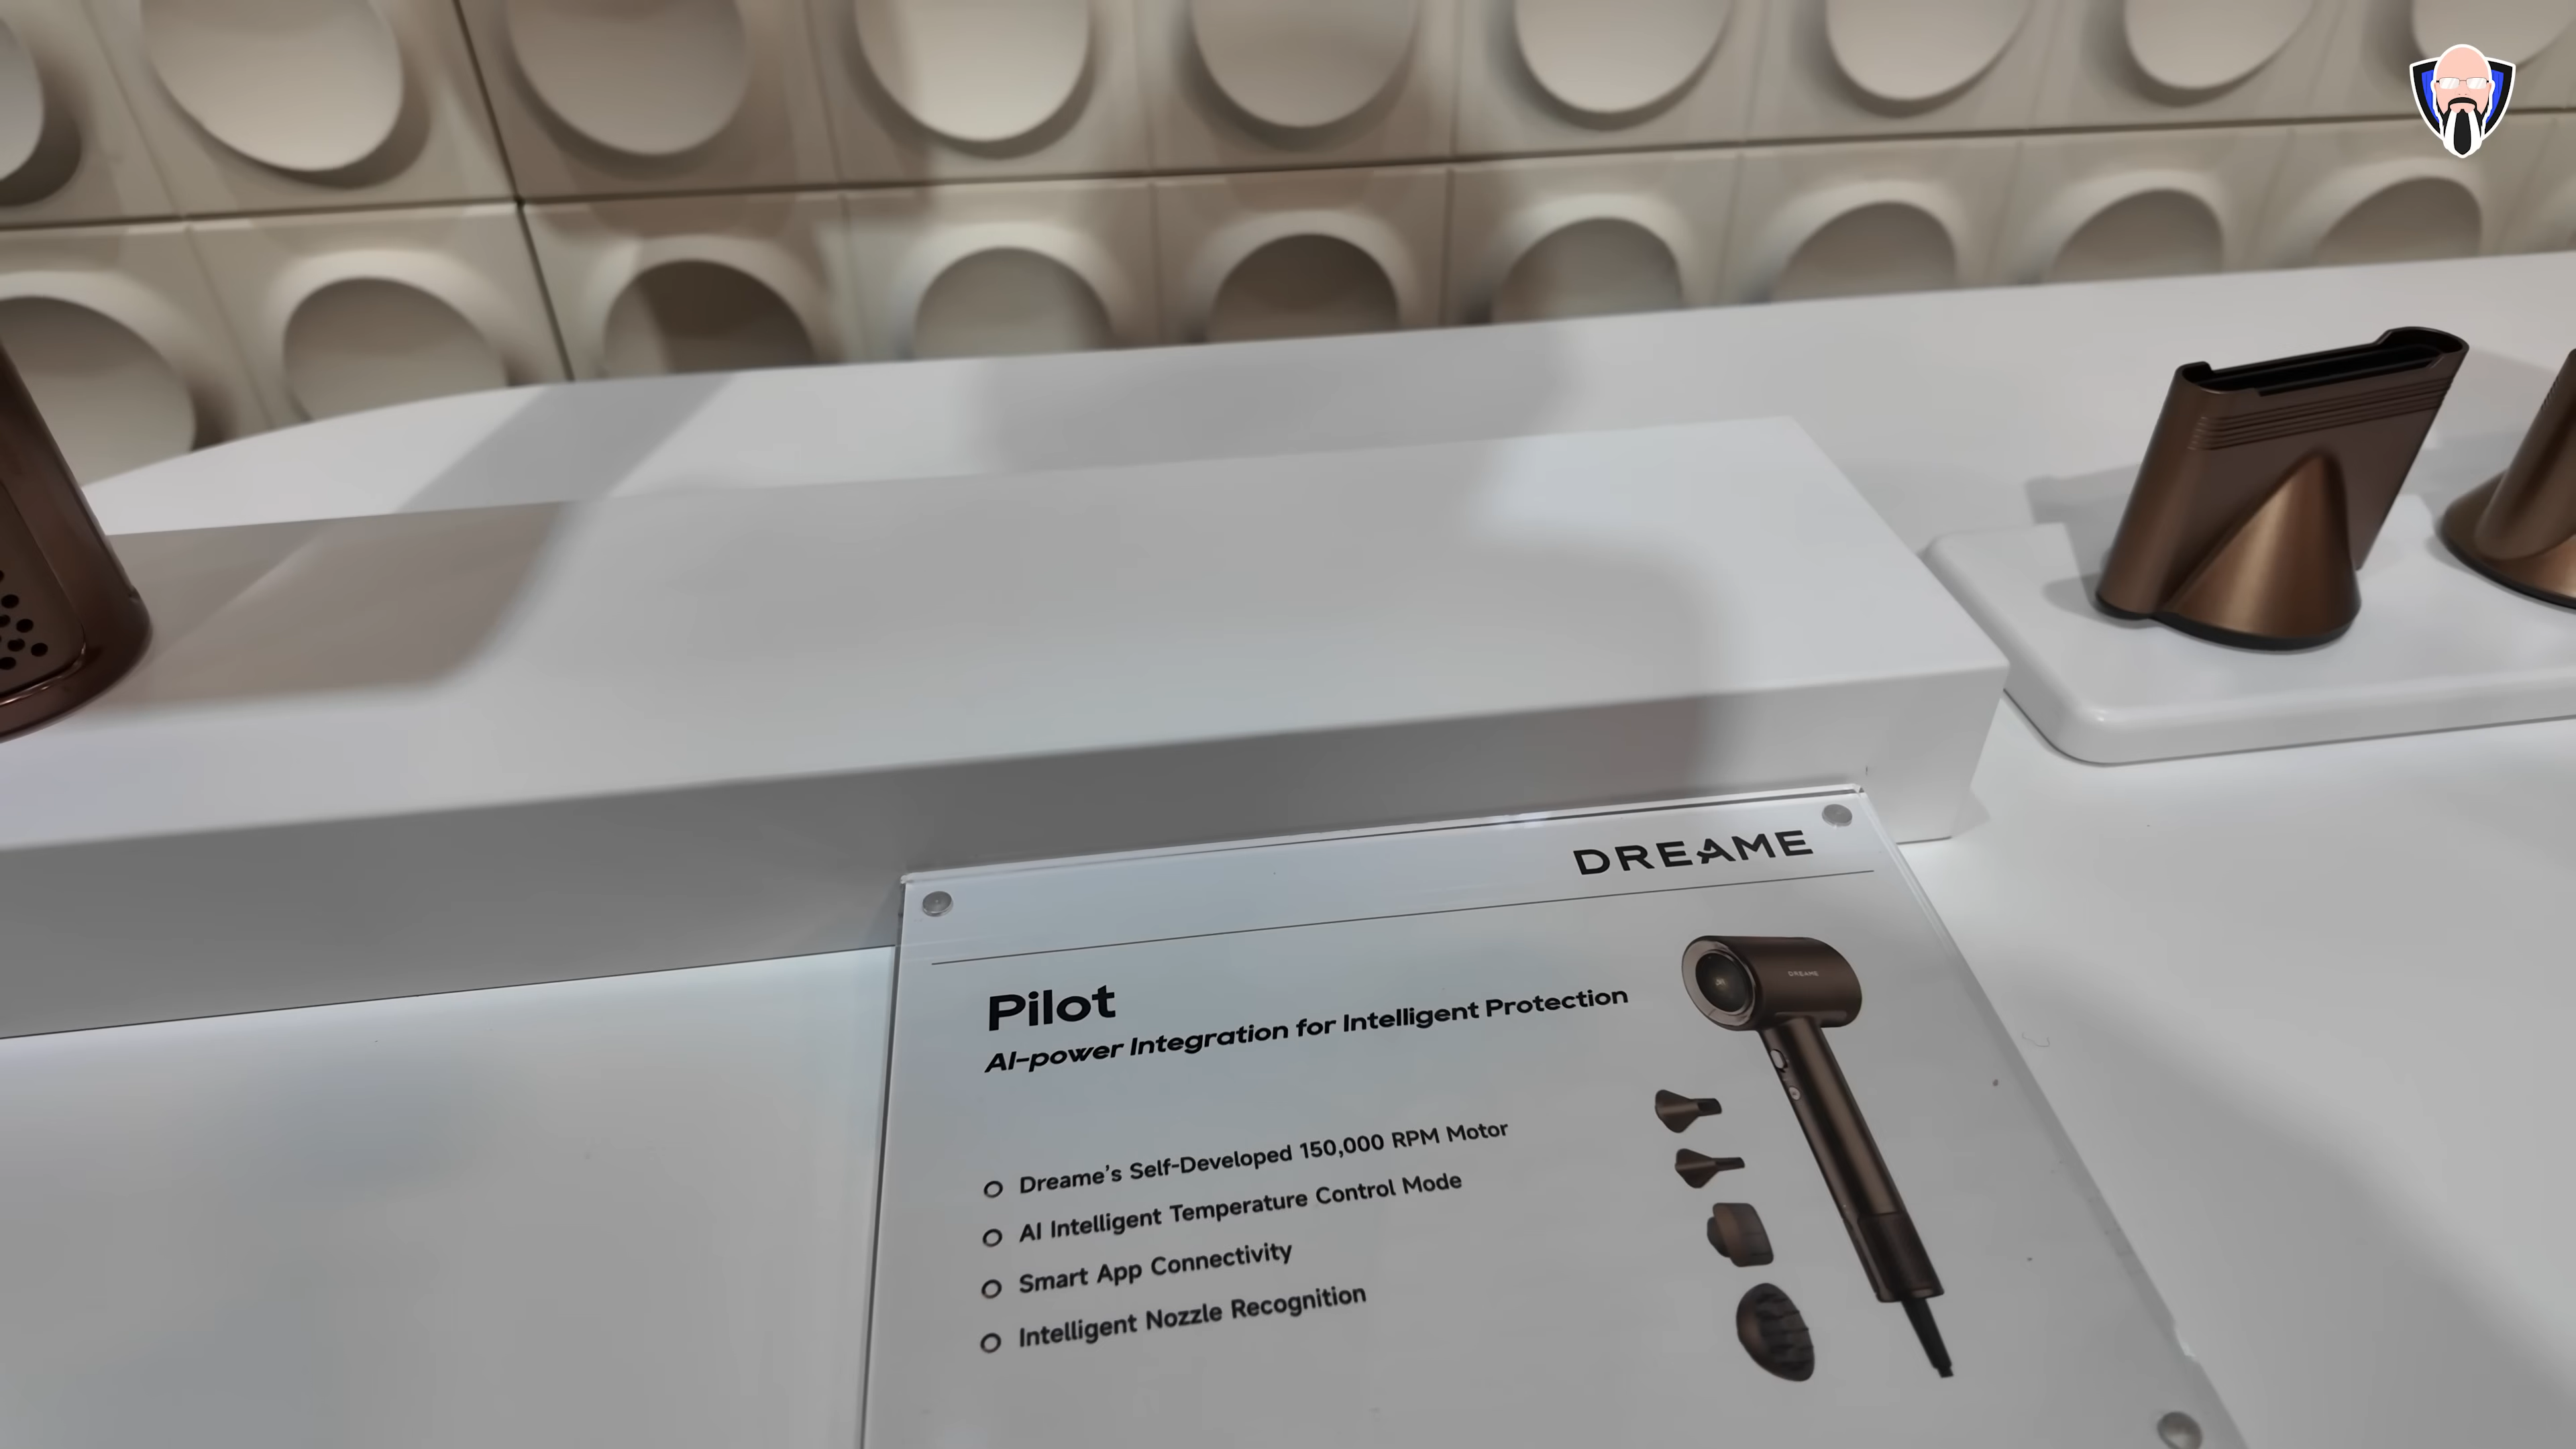 DREAME
Pilot
AI-power Integration for Intelligent Protection
DREAME
Dreame's Self-Developed 150,000 RPM Motor
AI Intelligent Temperature Control Mode
Smart App Connectivity
Intelligent Nozzle Recognition